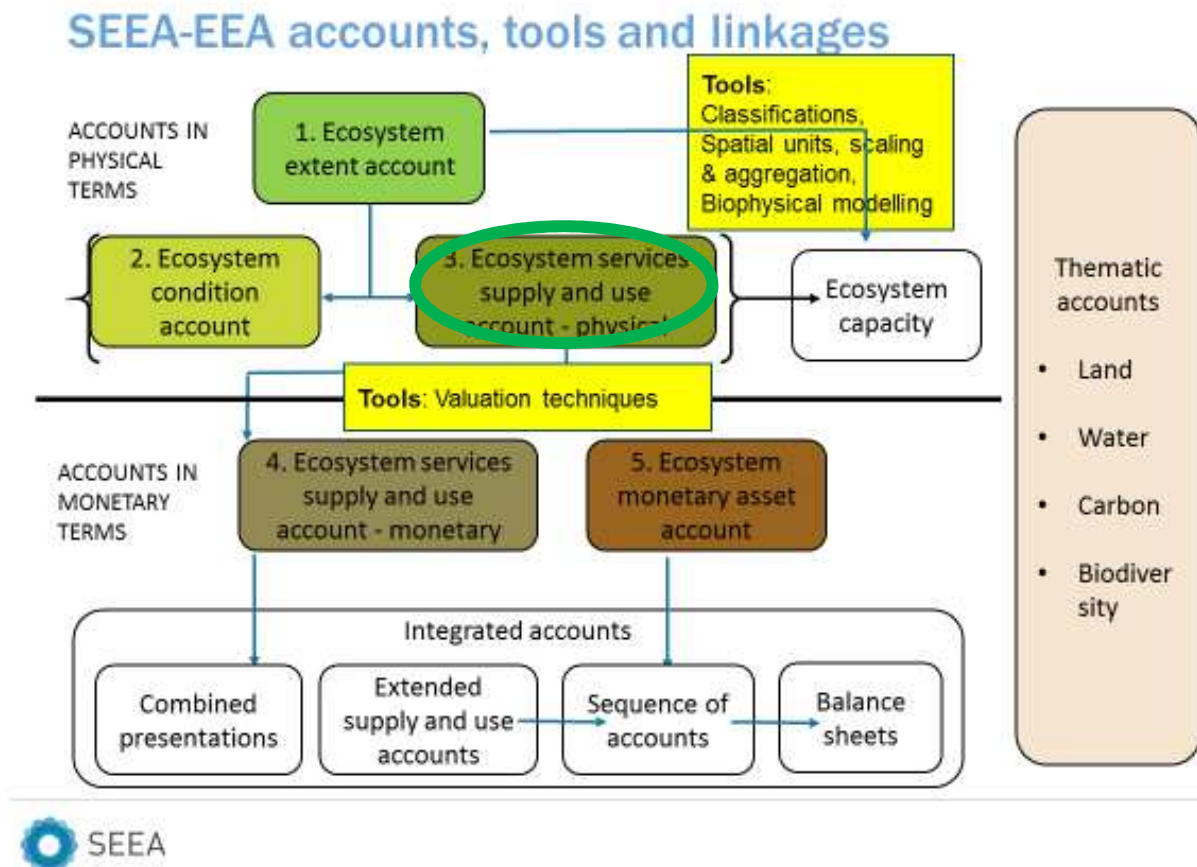 SEEA-EEA accounts, tools and linkages
ACCOUNTS IN
PHYSICAL
TERMS
1. Ecosystem
extent account
Tools:
Classifications,
Spatial units, scaling
& aggregation,
Biophysical modelling
2. Ecosystem
condition
account
3. Ecosystem services
supply and use
account - physical
Ecosystem
capacity
Tools: Valuation techniques
ACCOUNTS IN
MONETARY
TERMS
4. Ecosystem services
supply and use
account - monetary
5. Ecosystem
monetary asset
account
Integrated accounts
Combined
presentations
Extended
supply and use
accounts
Sequence of
accounts
Balance
sheets
Thematic
accounts
• Land
• Water
• Carbon
• Biodiver
sity
SEEA